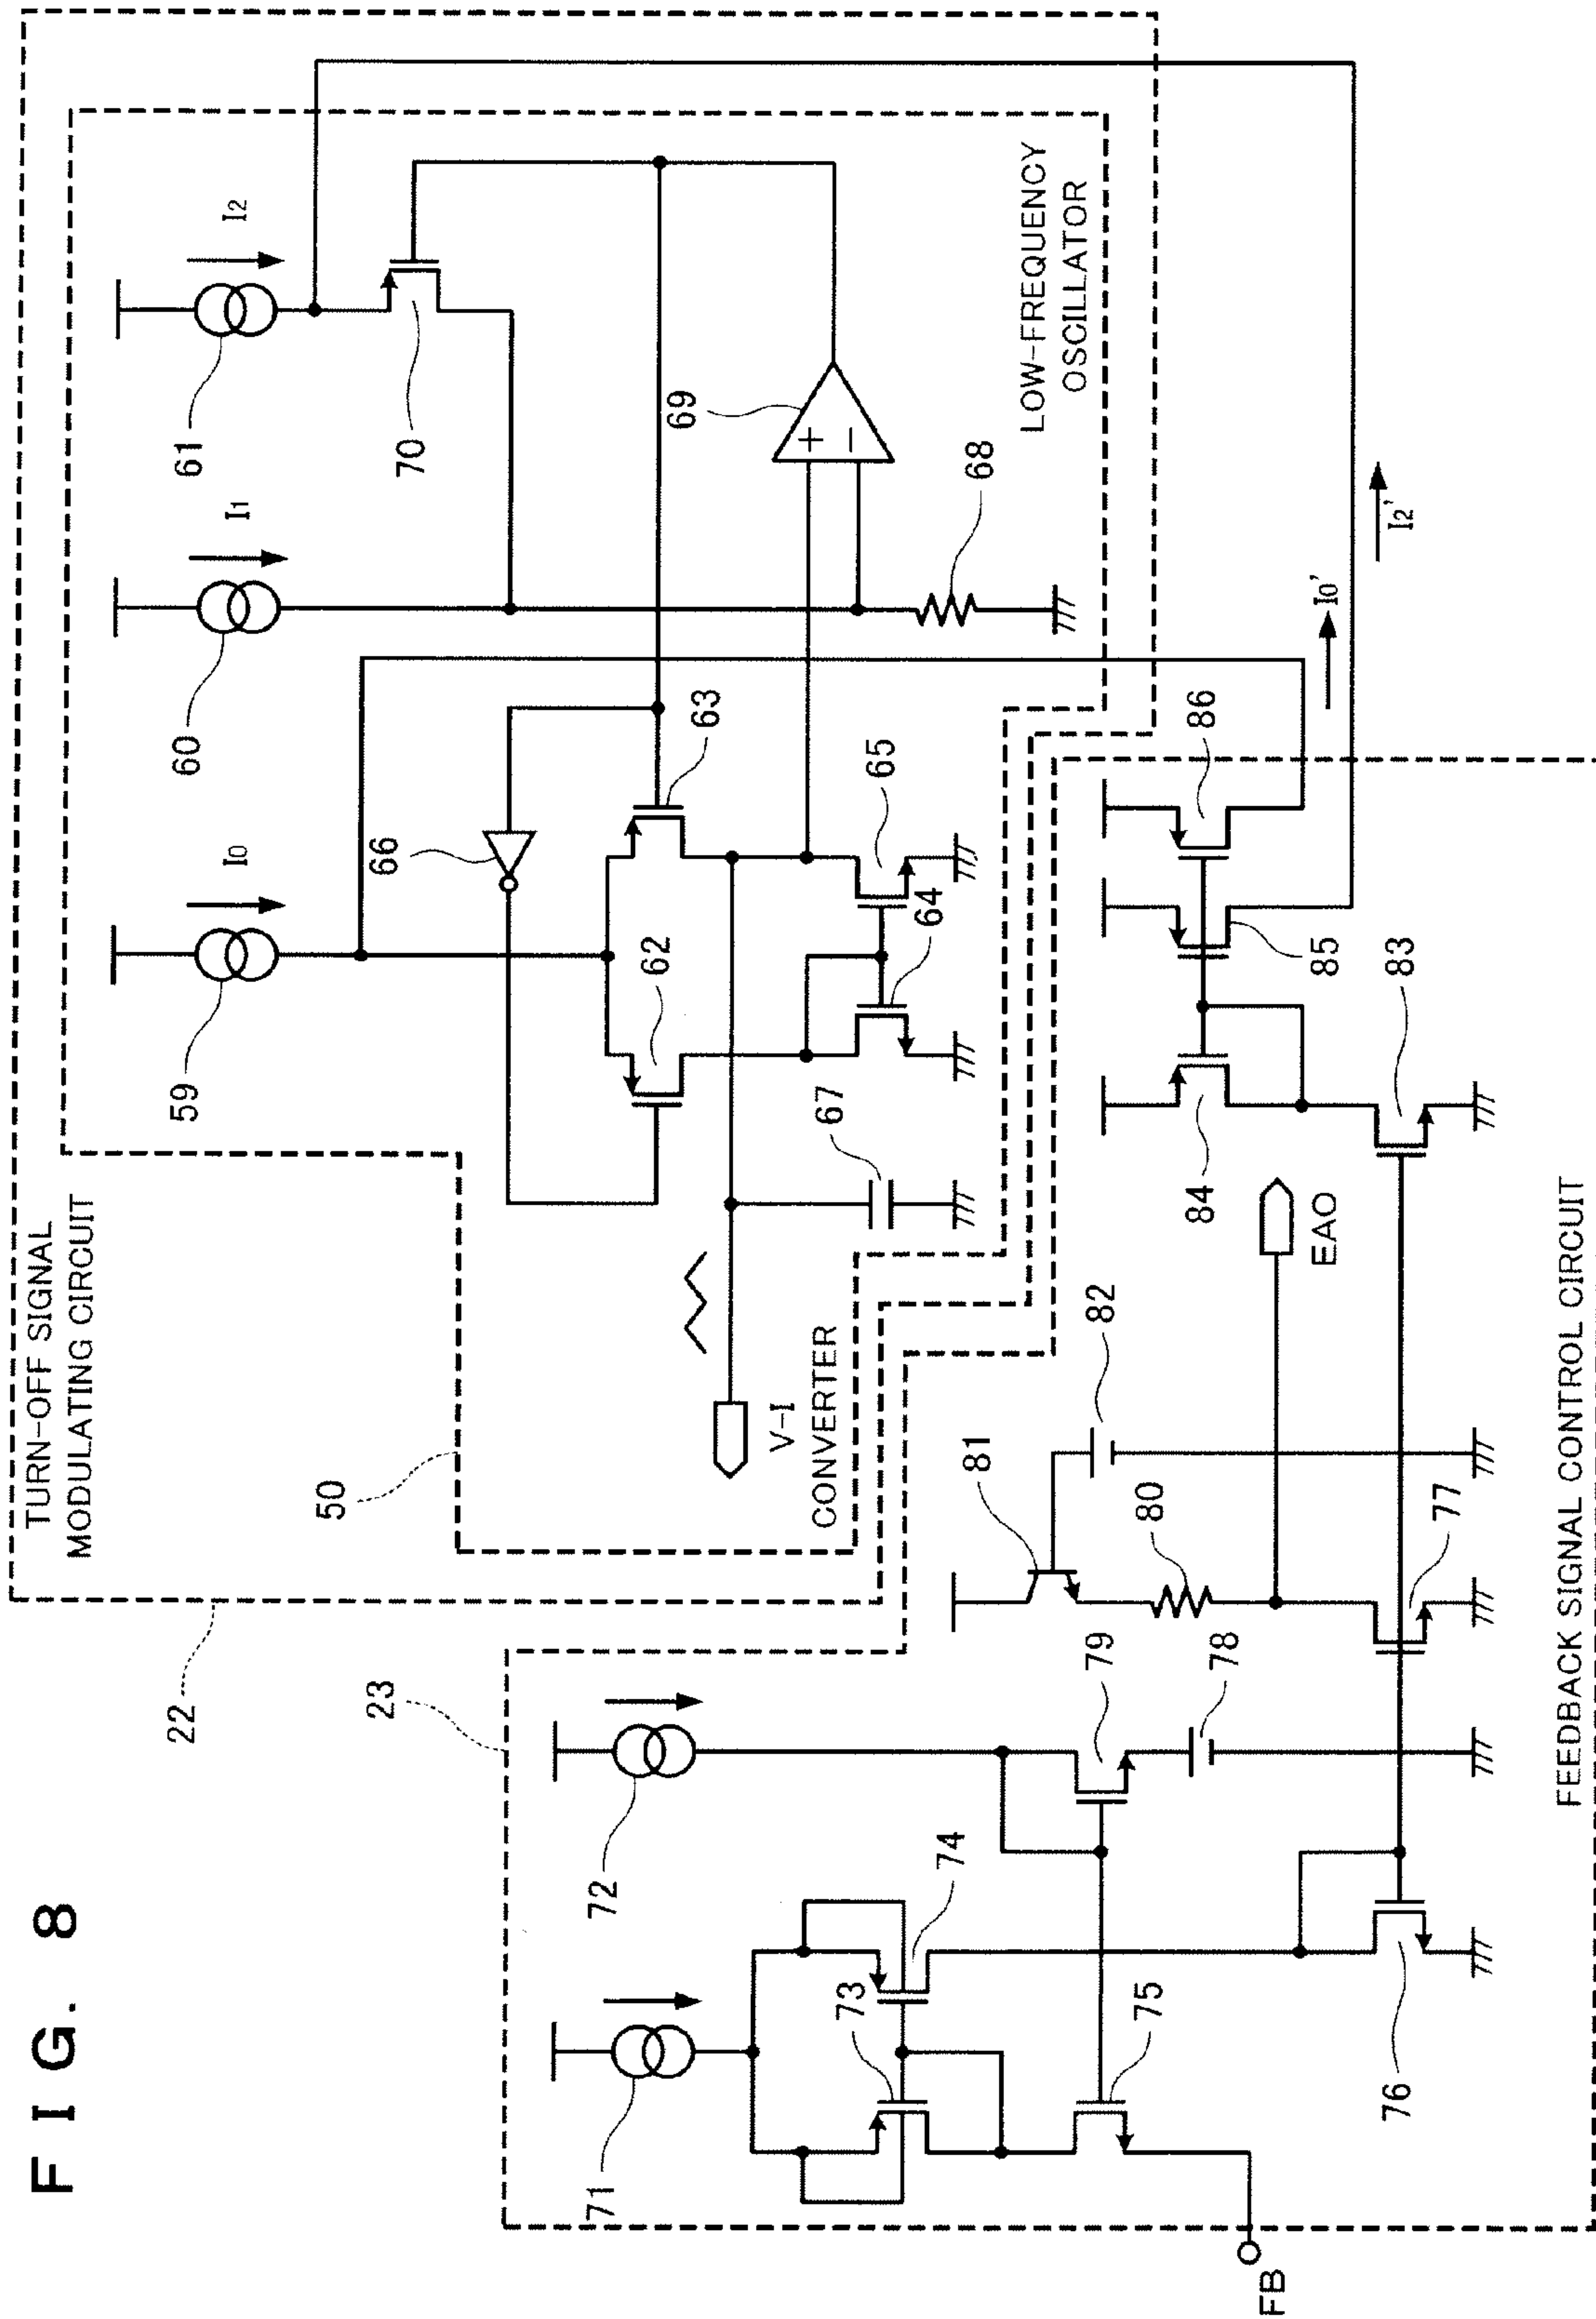 FIG. 8
TURN-OFF SIGNAL
MODULATING CIRCUIT
22
50
59
I0
60
I1
61
I2
70
66
63
62
69
65
64
67
68
V-I
CONVERTER
LOW-FREQUENCY
OSCILLATOR
23
71
72
73
74
79
75
78
76
81
82
80
77
EAO
84
85
86
83
I0'
I2'
FB
FEEDBACK SIGNAL CONTROL CIRCUIT
+
−